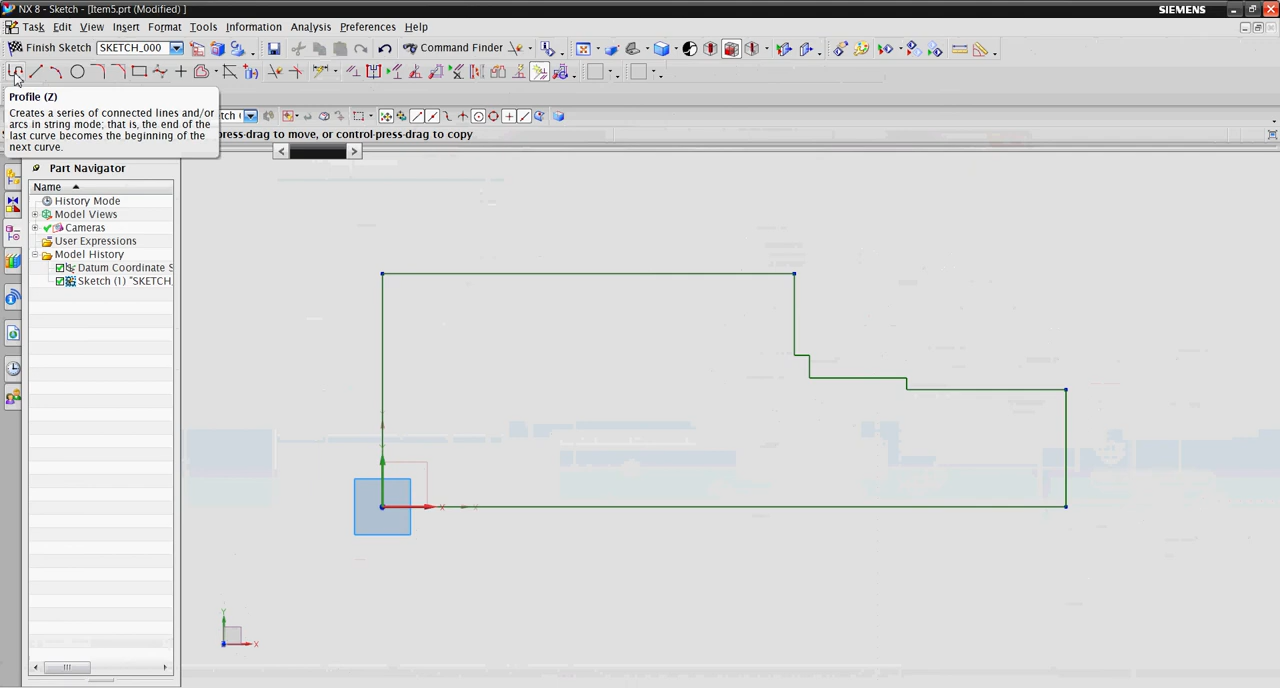 NX 8 - Sketch - [Item5.prt (Modified) ]
SIEMENS
Task Edit View Insert Format Tools Information Analysis Preferences Help
Finish Sketch SKETCH_000 Command Finder
Profile (Z)
Creates a series of connected lines and/or
arcs in string mode; that is, the end of the
last curve becomes the beginning of the
next curve.
press-drag to move, or control-press-drag to copy
Part Navigator
Name
History Mode
Model Views
Cameras
User Expressions
Model History
Datum Coordinate S
Sketch (1) "SKETCH_
X
Y
X